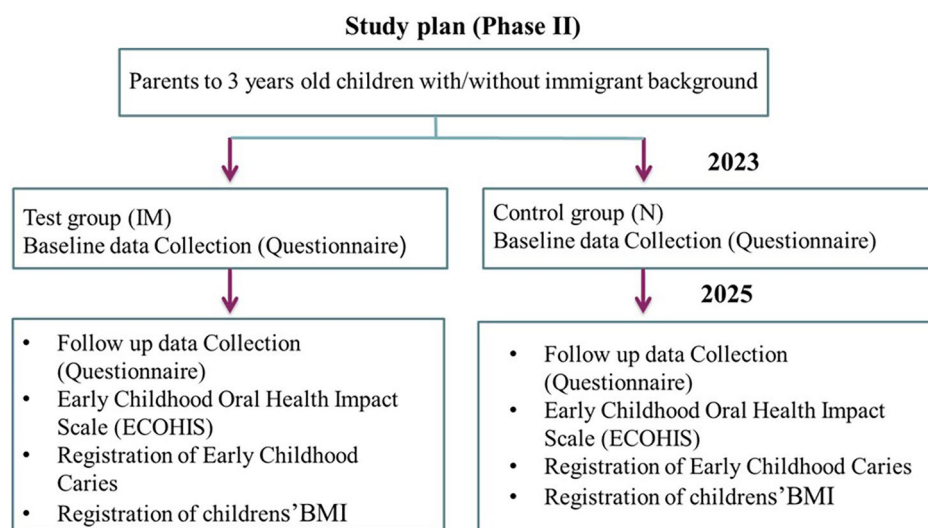 Study plan (Phase II)
Parents to 3 years old children with/without immigrant background
2023
Test group (IM)
Baseline data Collection (Questionnaire)
Control group (N)
Baseline data Collection (Questionnaire)
2025
• Follow up data Collection
(Questionnaire)
• Early Childhood Oral Health Impact
Scale (ECOHIS)
• Registration of Early Childhood
Caries
• Registration of childrens’BMI
• Follow up data Collection
(Questionnaire)
• Early Childhood Oral Health Impact
Scale (ECOHIS)
• Registration of Early Childhood Caries
• Registration of childrens’BMI